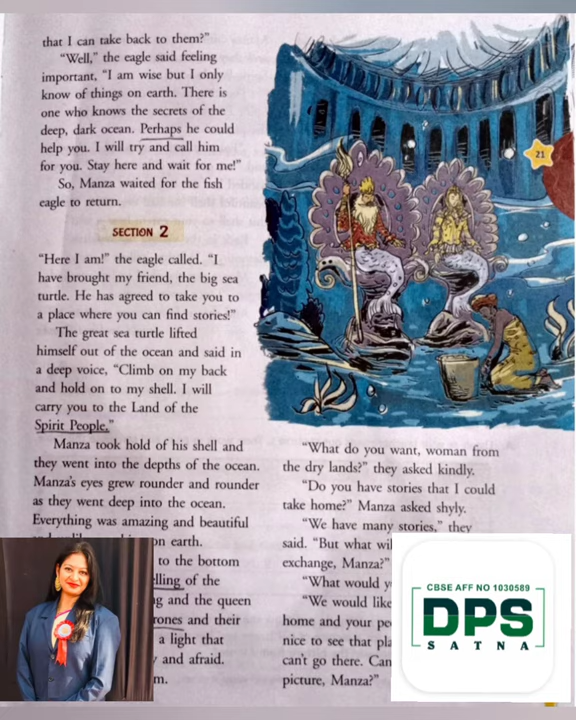 that I can take back to them?”
“Well,” the eagle said feeling
important, “I am wise but I only
know of things on earth. There is
one who knows the secrets of the
deep, dark ocean. Perhaps he could
help you. I will try and call him
for you. Stay here and wait for me!”
So, Manza waited for the fish
eagle to return.
SECTION 2
“Here I am!” the eagle called. “I
have brought my friend, the big sea
turtle. He has agreed to take you to
a place where you can find stories!”
The great sea turtle lifted
himself out of the ocean and said in
a deep voice, “Climb on my back
and hold on to my shell. I will
carry you to the Land of the
Spirit People.”
Manza took hold of his shell and
they went into the depths of the ocean.
Manza’s eyes grew rounder and rounder
as they went deep into the ocean.
Everything was amazing and beautiful
on earth.
to the bottom
of the
and the queen
and their
a light that
and afraid.
21
“What do you want, woman from
the dry lands?” they asked kindly.
“Do you have stories that I could
take home?” Manza asked shyly.
“We have many stories,” they
said. “But what
exchange, Manza?”
“What would
“We would like
home and your
nice to see that
can’t go there. Can
picture, Manza?”
CBSE AFF NO 1030589
DPS
SATNA